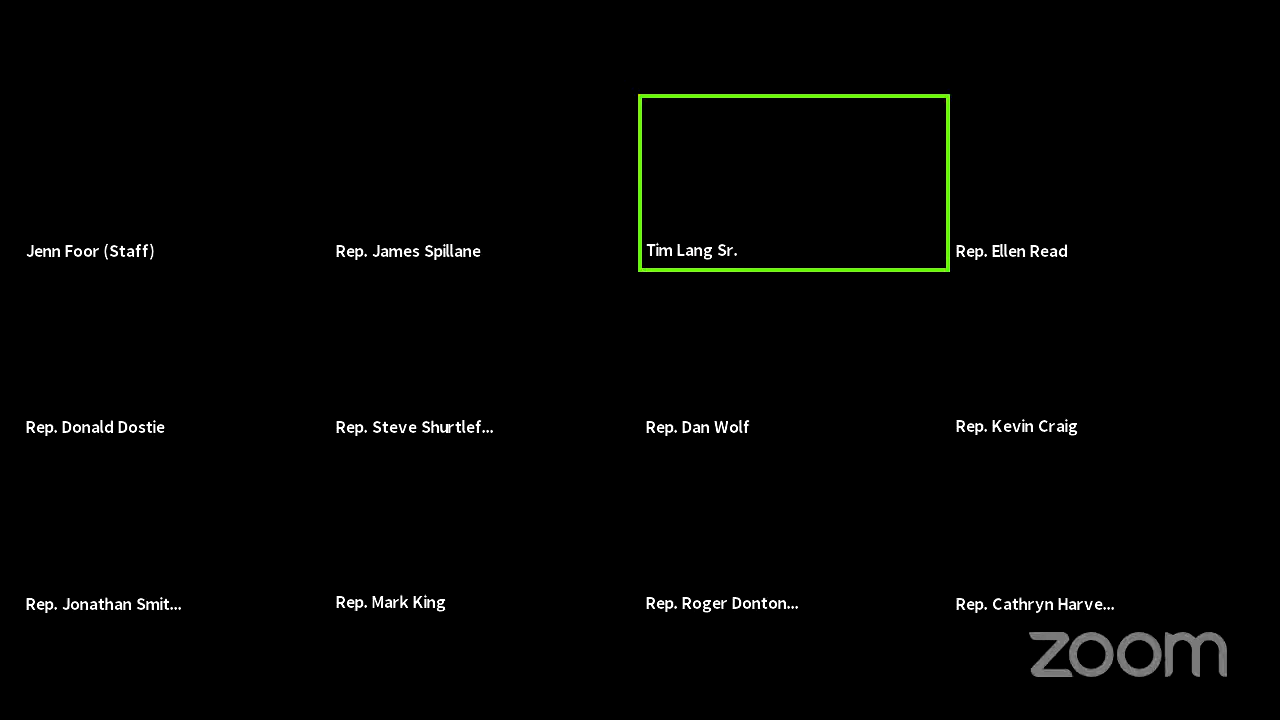 Jenn Foor (Staff)
Rep. James Spillane
Tim Lang Sr.
Rep. Ellen Read
Rep. Donald Dostie
Rep. Steve Shurtlef...
Rep. Dan Wolf
Rep. Kevin Craig
Rep. Jonathan Smit...
Rep. Mark King
Rep. Roger Donton...
Rep. Cathryn Harve...
zoom